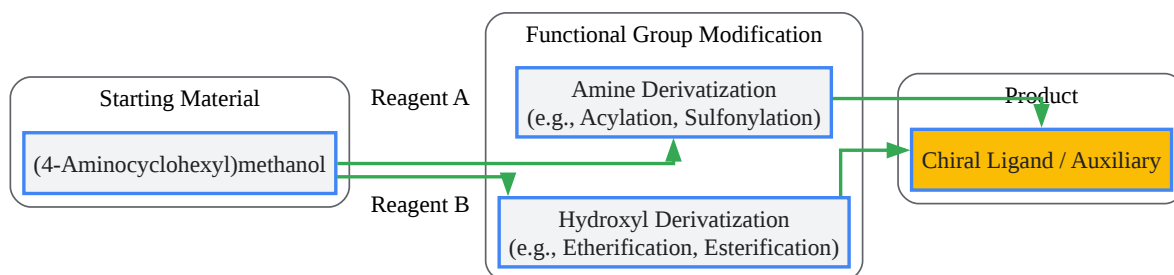 Functional Group Modification
Starting Material
Reagent A
Amine Derivatization
(e.g., Acylation, Sulfonylation)
Product
(4-Aminocyclohexyl)methanol
Chiral Ligand / Auxiliary
Reagent B
Hydroxyl Derivatization
(e.g., Etherification, Esterification)